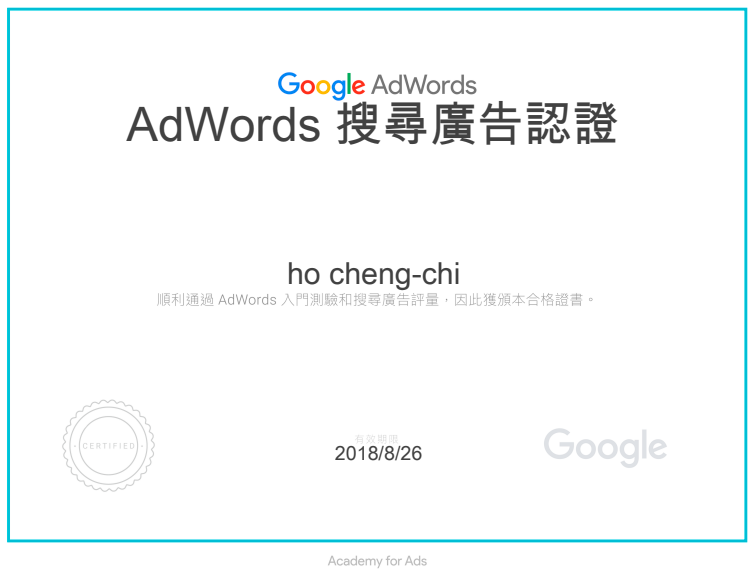 Google AdWords
AdWords 搜尋廣告認證
ho cheng-chi
順利通過 AdWords 入門測驗和搜尋廣告評量，因此獲頒本合格證書。
CERTIFIED
有效期限
2018/8/26
Google
Academy for Ads